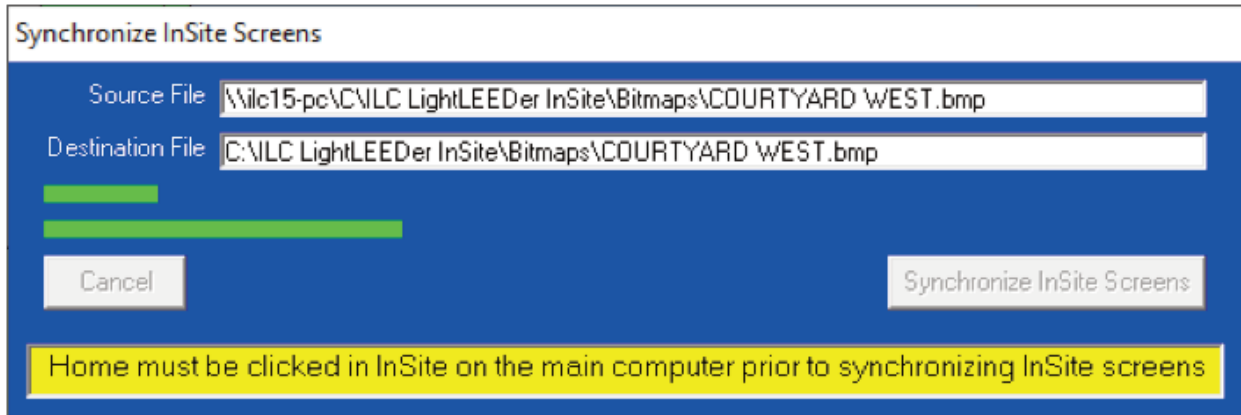 Synchronize InSite Screens
Source File \\ilc15-pc\C\ILC LightLEEDer InSite\Bitmaps\COURTYARD WEST.bmp
Destination File C:\ILC LightLEEDer InSite\Bitmaps\COURTYARD WEST.bmp
Cancel Synchronize InSite Screens
Home must be clicked in InSite on the main computer prior to synchronizing InSite screens